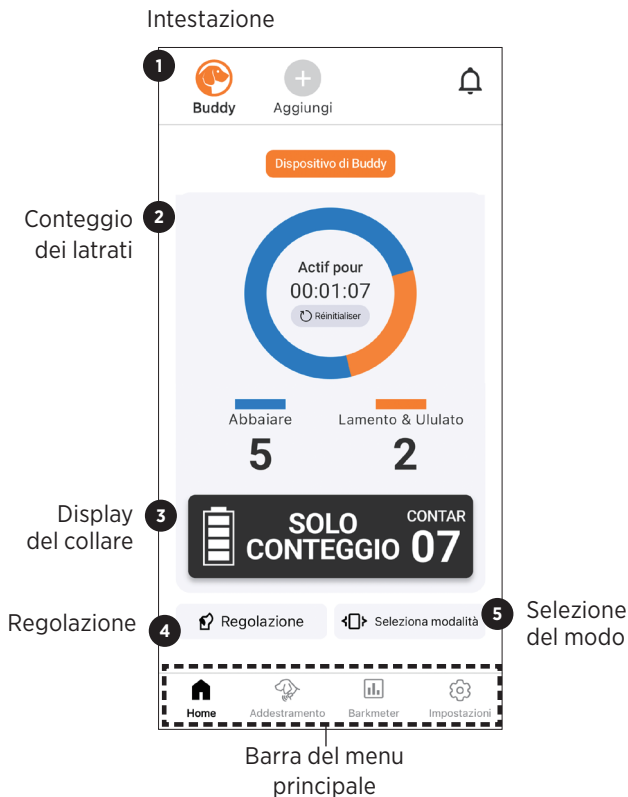 Intestazione
1
Buddy
Aggiungi
Dispositivo di Buddy
Conteggio
dei latrati
2
Actif pour
00:01:07
Réinitialiser
Abbaiare
5
Lamento & Ululato
2
Display
del collare
3
SOLO
CONTEGGIO
CONTAR
07
Regolazione
4
Regolazione
Seleziona modalità
5
Selezione
del modo
Home
Addestramento
Barkmeter
Impostazioni
Barra del menu
principale